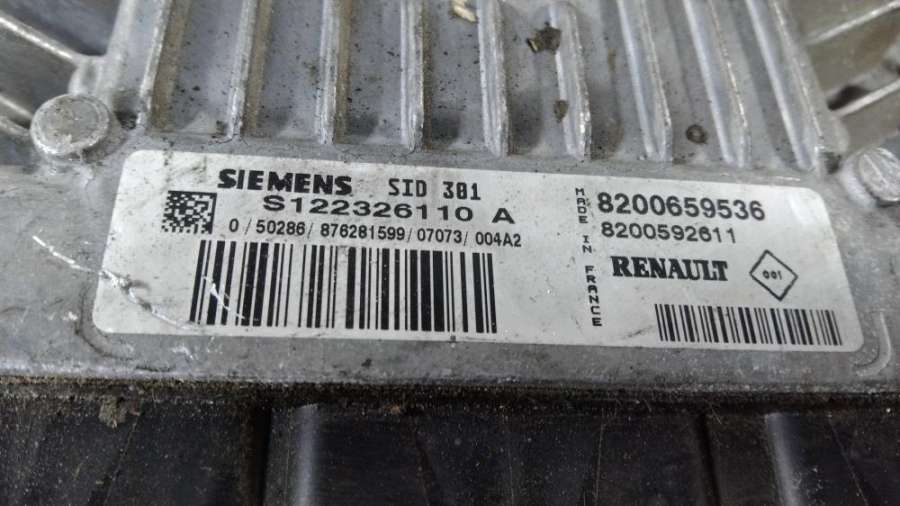 SIEMENS SID 301
S122326110 A
0/50286/876281599/07073/004A2
MADE IN FRANCE
8200659536
8200592611
RENAULT
001